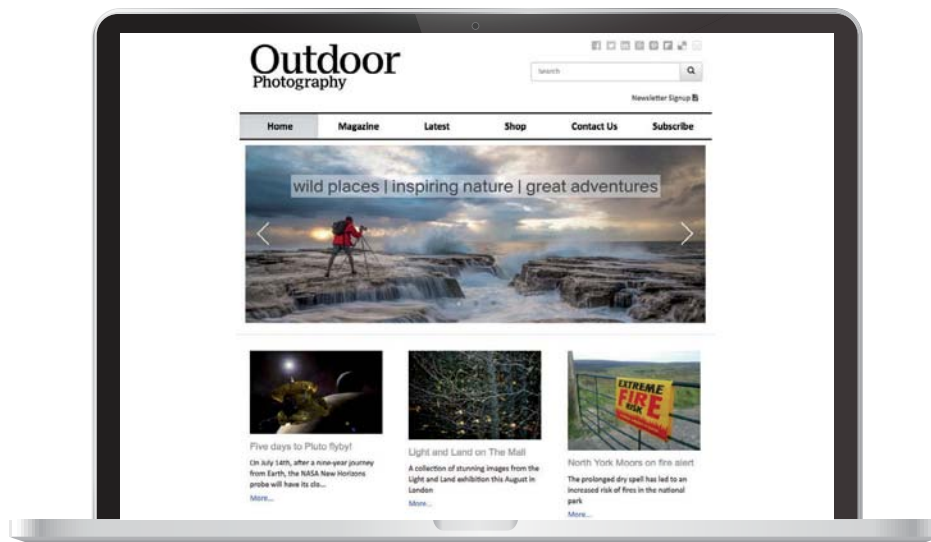 Outdoor
Photography
Search
Newsletter Signup
Home Magazine Latest Shop Contact Us Subscribe
wild places | inspiring nature | great adventures
Five days to Pluto flyby!
On July 14th, after a nine-year journey
from Earth, the NASA New Horizons
probe will have its clo...
More...
Light and Land on The Mall
A collection of stunning images from the
Light and Land exhibition this August in
London
More...
EXTREME
FIRE
RISK
North York Moors on fire alert
The prolonged dry spell has led to an
increased risk of fires in the national
park
More...